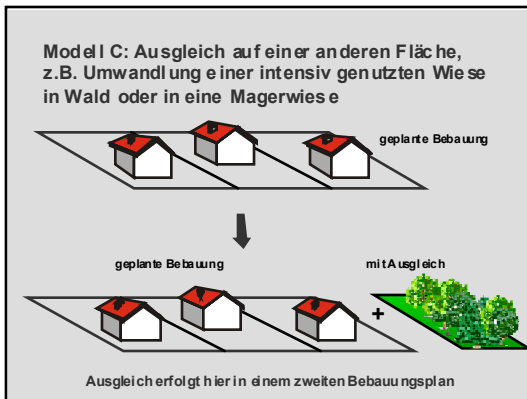 Modell C: Ausgleich auf einer anderen Fläche,
z.B. Umwandlung einer intensiv genutzten Wiese
in Wald oder in eine Magerwiese
geplante Bebauung
geplante Bebauung
mit Ausgleich
+
Ausgleich erfolgt hier in einem zweiten Bebauungsplan